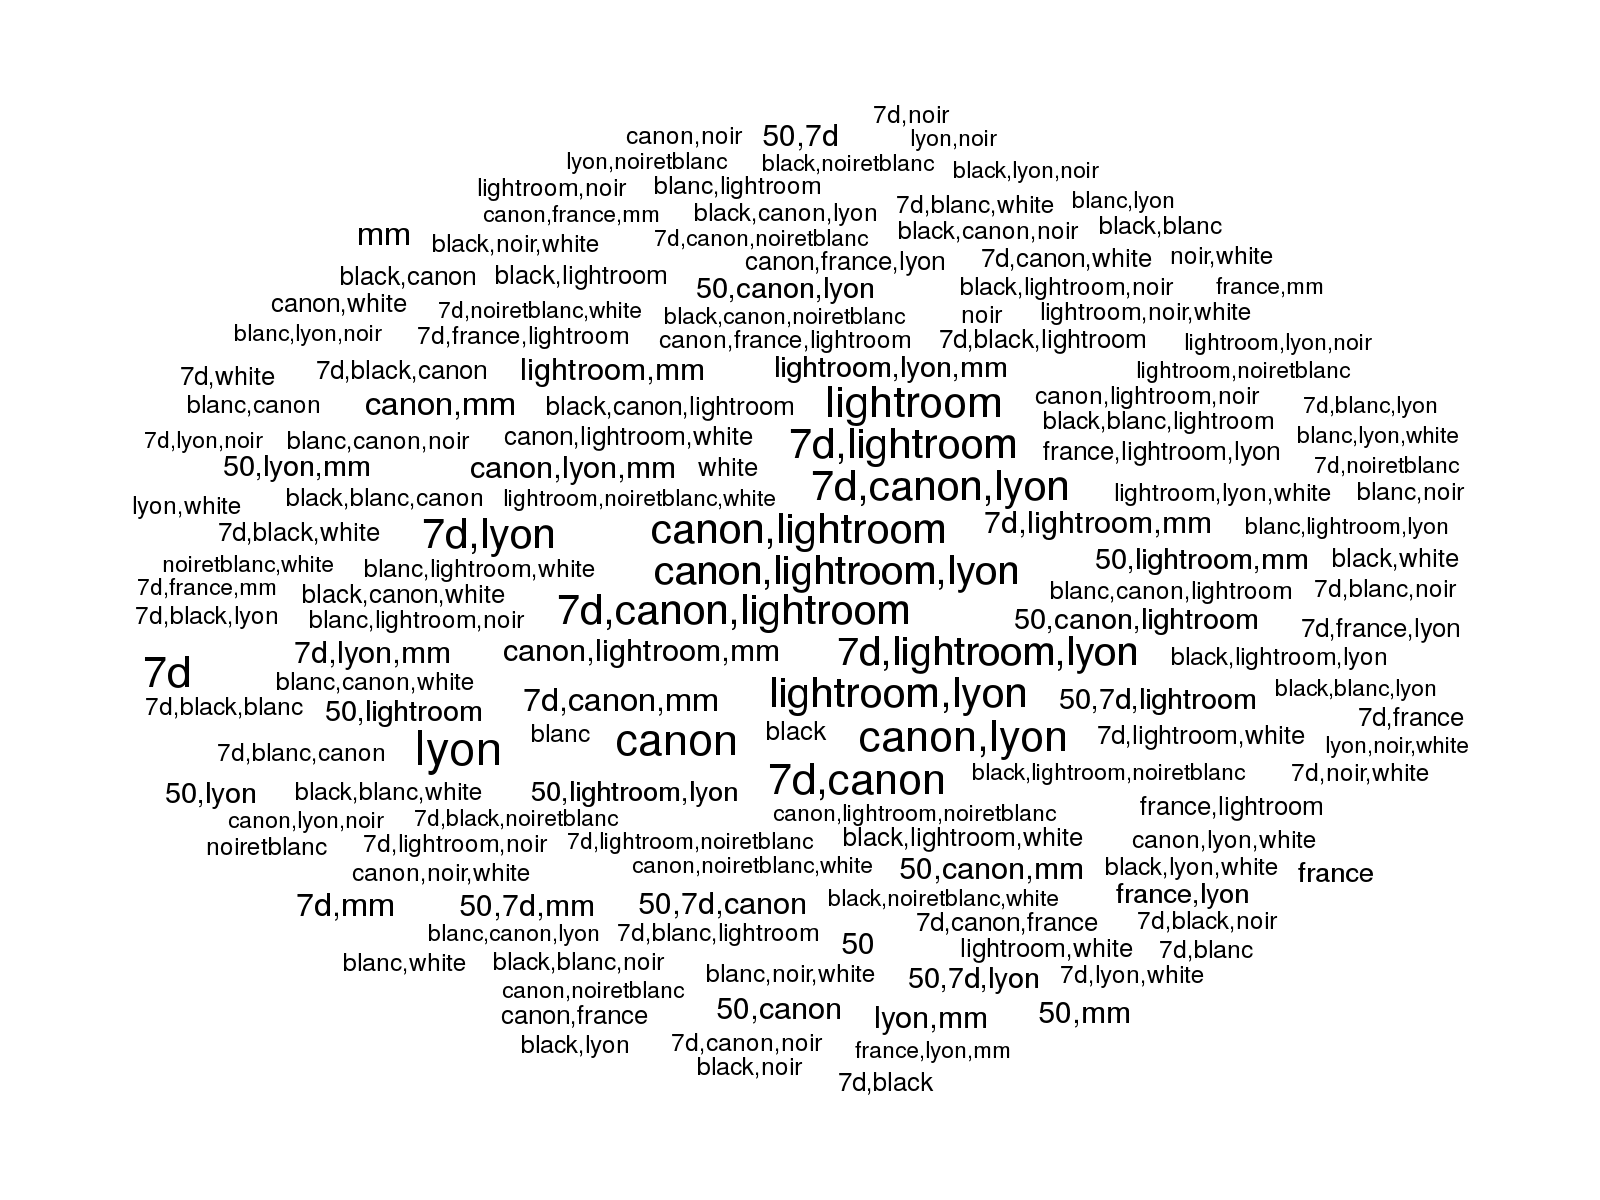 7d,noir
canon,noir 50,7d lyon,noir
lyon,noiretblanc black,noiretblanc black,lyon,noir
lightroom,noir blanc,lightroom
canon,france,mm black,canon,lyon 7d,blanc,white blanc,lyon
mm black,noir,white 7d,canon,noiretblanc black,canon,noir black,blanc
canon,france,lyon 7d,canon,white noir,white
black,canon black,lightroom 50,canon,lyon black,lightroom,noir france,mm
canon,white 7d,noiretblanc,white black,canon,noiretblanc noir lightroom,noir,white
blanc,lyon,noir 7d,france,lightroom canon,france,lightroom 7d,black,lightroom lightroom,lyon,noir
7d,white 7d,black,canon lightroom,mm lightroom,lyon,mm lightroom,noiretblanc
blanc,canon canon,mm black,canon,lightroom lightroom canon,lightroom,noir 7d,blanc,lyon
black,blanc,lightroom
7d,lyon,noir blanc,canon,noir canon,lightroom,white 7d,lightroom france,lightroom,lyon blanc,lyon,white
50,lyon,mm canon,lyon,mm white 7d,noiretblanc
lyon,white black,blanc,canon lightroom,noiretblanc,white 7d,canon,lyon lightroom,lyon,white blanc,noir
7d,black,white 7d,lyon canon,lightroom 7d,lightroom,mm blanc,lightroom,lyon
noiretblanc,white blanc,lightroom,white canon,lightroom,lyon 50,lightroom,mm black,white
7d,france,mm black,canon,white blanc,canon,lightroom 7d,blanc,noir
7d,black,lyon blanc,lightroom,noir 7d,canon,lightroom 50,canon,lightroom 7d,france,lyon
7d 7d,lyon,mm canon,lightroom,mm 7d,lightroom,lyon black,lightroom,lyon
blanc,canon,white
7d,black,blanc 50,lightroom 7d,canon,mm lightroom,lyon 50,7d,lightroom black,blanc,lyon
7d,france
7d,blanc,canon lyon blanc canon black canon,lyon 7d,lightroom,white lyon,noir,white
50,lyon black,blanc,white 50,lightroom,lyon 7d,canon black,lightroom,noiretblanc 7d,noir,white
canon,lyon,noir 7d,black,noiretblanc canon,lightroom,noiretblanc france,lightroom
noiretblanc 7d,lightroom,noir 7d,lightroom,noiretblanc black,lightroom,white canon,lyon,white
canon,noir,white canon,noiretblanc,white 50,canon,mm black,lyon,white france
7d,mm 50,7d,mm 50,7d,canon black,noiretblanc,white france,lyon
blanc,canon,lyon 7d,blanc,lightroom 50 7d,canon,france 7d,black,noir
blanc,white black,blanc,noir lightroom,white 7d,blanc
blanc,noir,white 50,7d,lyon 7d,lyon,white
canon,noiretblanc
canon,france 50,canon lyon,mm 50,mm
black,lyon 7d,canon,noir france,lyon,mm
black,noir
7d,black